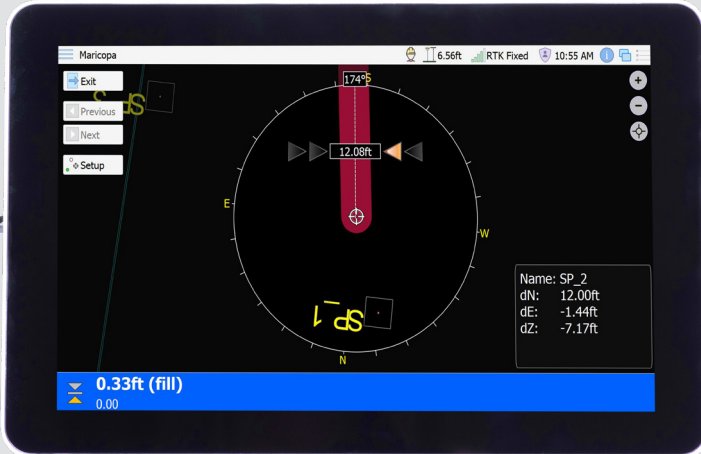 Maricopa
6.56ft
RTK Fixed
10:55 AM
Exit
Previous
Next
Setup
SP_3
174°
S
12.08ft
E
W
SP_1
N
Name: SP_2
dN: 12.00ft
dE: -1.44ft
dZ: -7.17ft
0.33ft (fill)
0.00